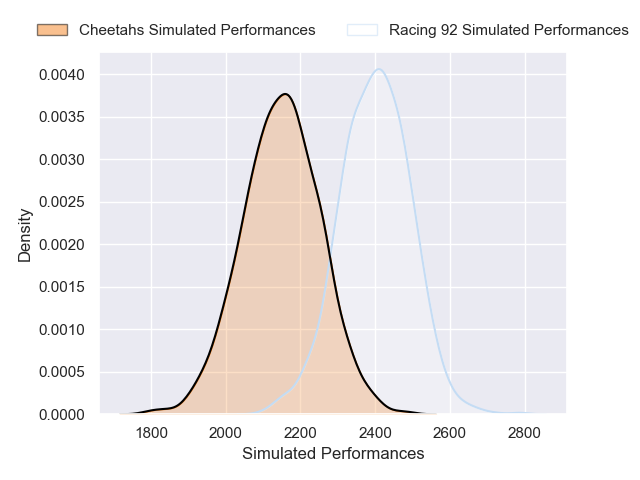 Cheetahs Simulated Performances
Racing 92 Simulated Performances
0.0040
0.0035
0.0030
0.0025
0.0020
0.0015
0.0010
0.0005
0.0000
Density
1800 2000 2200 2400 2600 2800
Simulated Performances